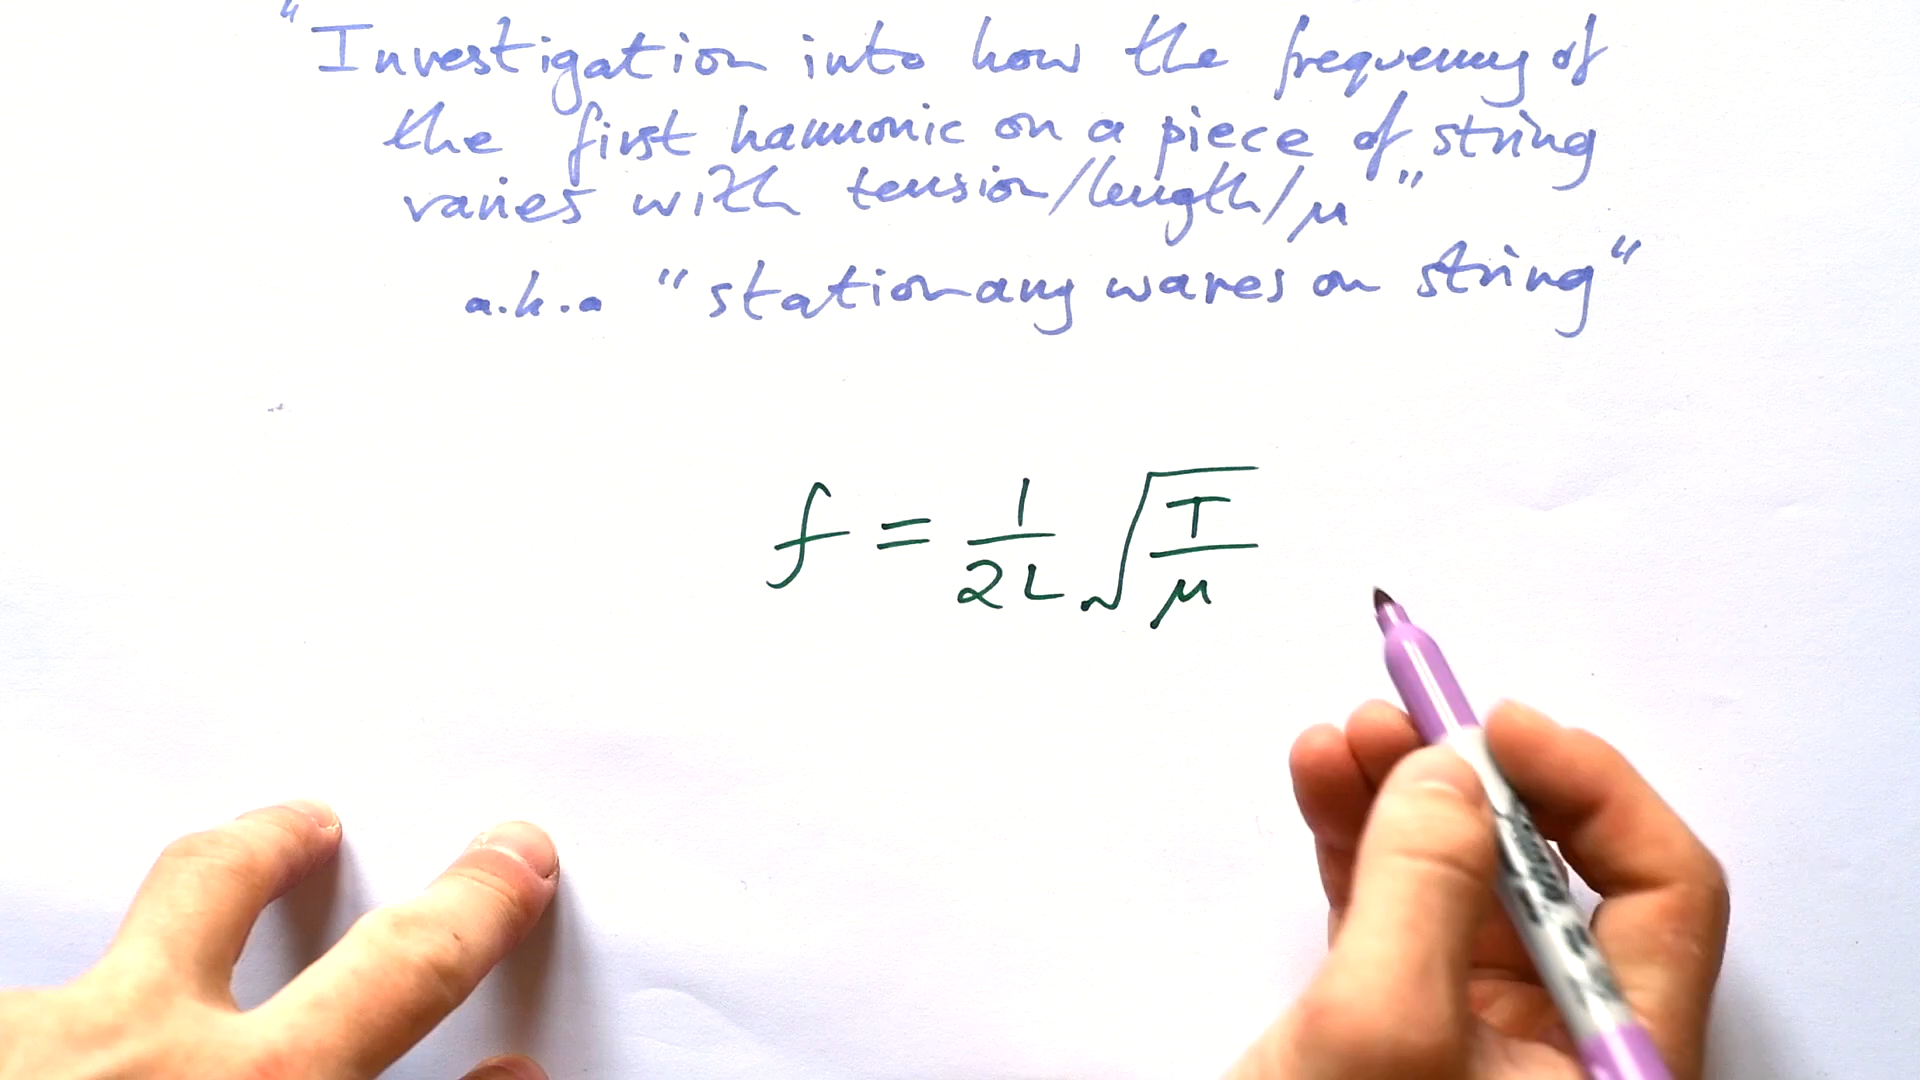 "Investigation into how the frequency of
the first harmonic on a piece of string
varies with tension/length/μ"
a.k.a "stationary waves on string"
f = 1/2L √T/μ